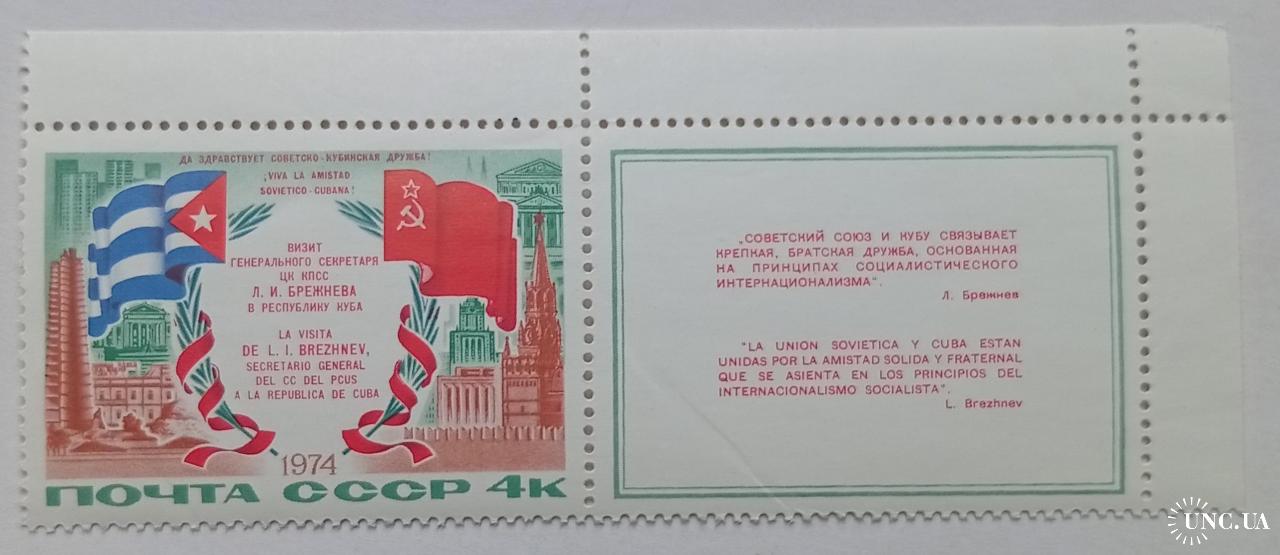 ДА ЗДРАВСТВУЕТ СОВЕТСКО-КУБИНСКАЯ ДРУЖБА!
¡VIVA LA AMISTAD
SOVIETICO-CUBANA!
ВИЗИТ
ГЕНЕРАЛЬНОГО СЕКРЕТАРЯ
ЦК КПСС
Л. И. БРЕЖНЕВА
В РЕСПУБЛИКУ КУБА
LA VISITA
DE L. I. BREZHNEV,
SECRETARIO GENERAL
DEL CC DEL PCUS
A LA REPUBLICA DE CUBA
1974
ПОЧТА СССР 4К
„СОВЕТСКИЙ СОЮЗ И КУБУ СВЯЗЫВАЕТ
КРЕПКАЯ, БРАТСКАЯ ДРУЖБА, ОСНОВАННАЯ
НА ПРИНЦИПАХ СОЦИАЛИСТИЧЕСКОГО
ИНТЕРНАЦИОНАЛИЗМА“.
Л. Брежнев
"LA UNION SOVIETICA Y CUBA ESTAN
UNIDAS POR LA AMISTAD SOLIDA Y FRATERNAL
QUE SE ASIENTA EN LOS PRINCIPIOS DEL
INTERNACIONALISMO SOCIALISTA".
L. Brezhnev
UNC.UA